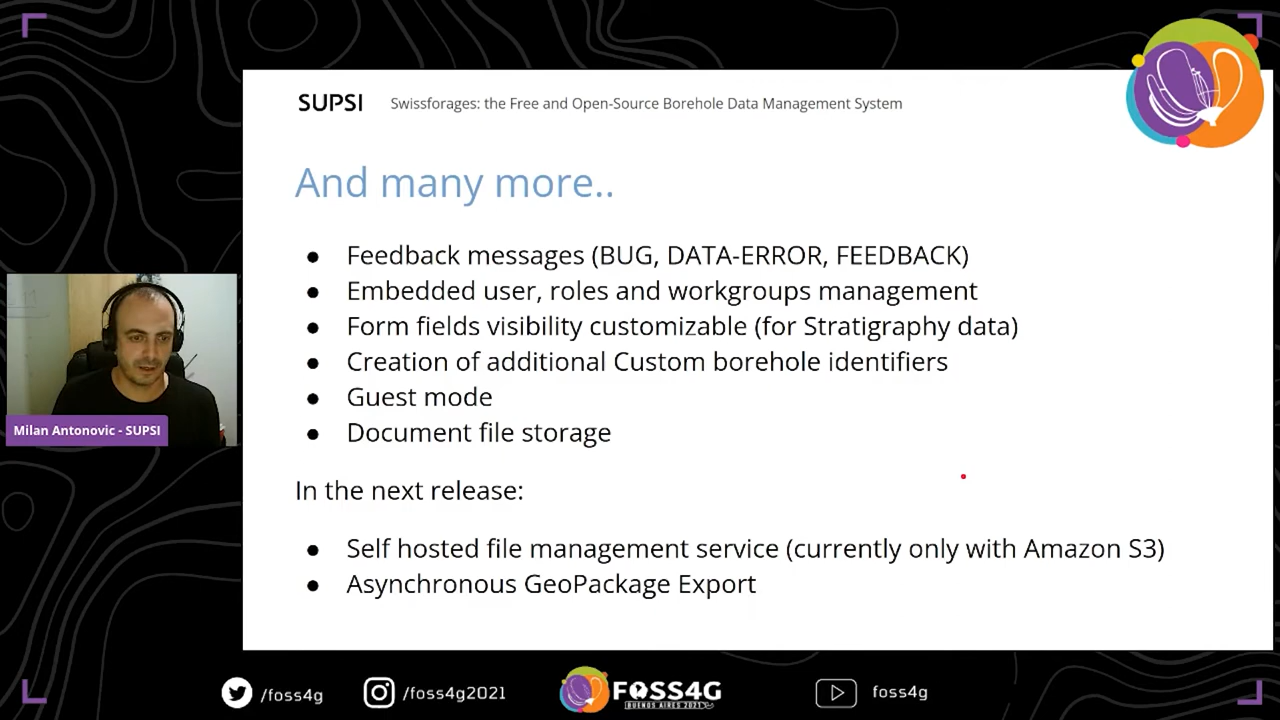 SUPSI Swissforages: the Free and Open-Source Borehole Data Management System
And many more..
● Feedback messages (BUG, DATA-ERROR, FEEDBACK)
● Embedded user, roles and workgroups management
● Form fields visibility customizable (for Stratigraphy data)
● Creation of additional Custom borehole identifiers
● Guest mode
● Document file storage
In the next release:
● Self hosted file management service (currently only with Amazon S3)
● Asynchronous GeoPackage Export
Milan Antonovic - SUPSI
/foss4g
/foss4g2021
FOSS4G
BUENOS AIRES 2021
foss4g